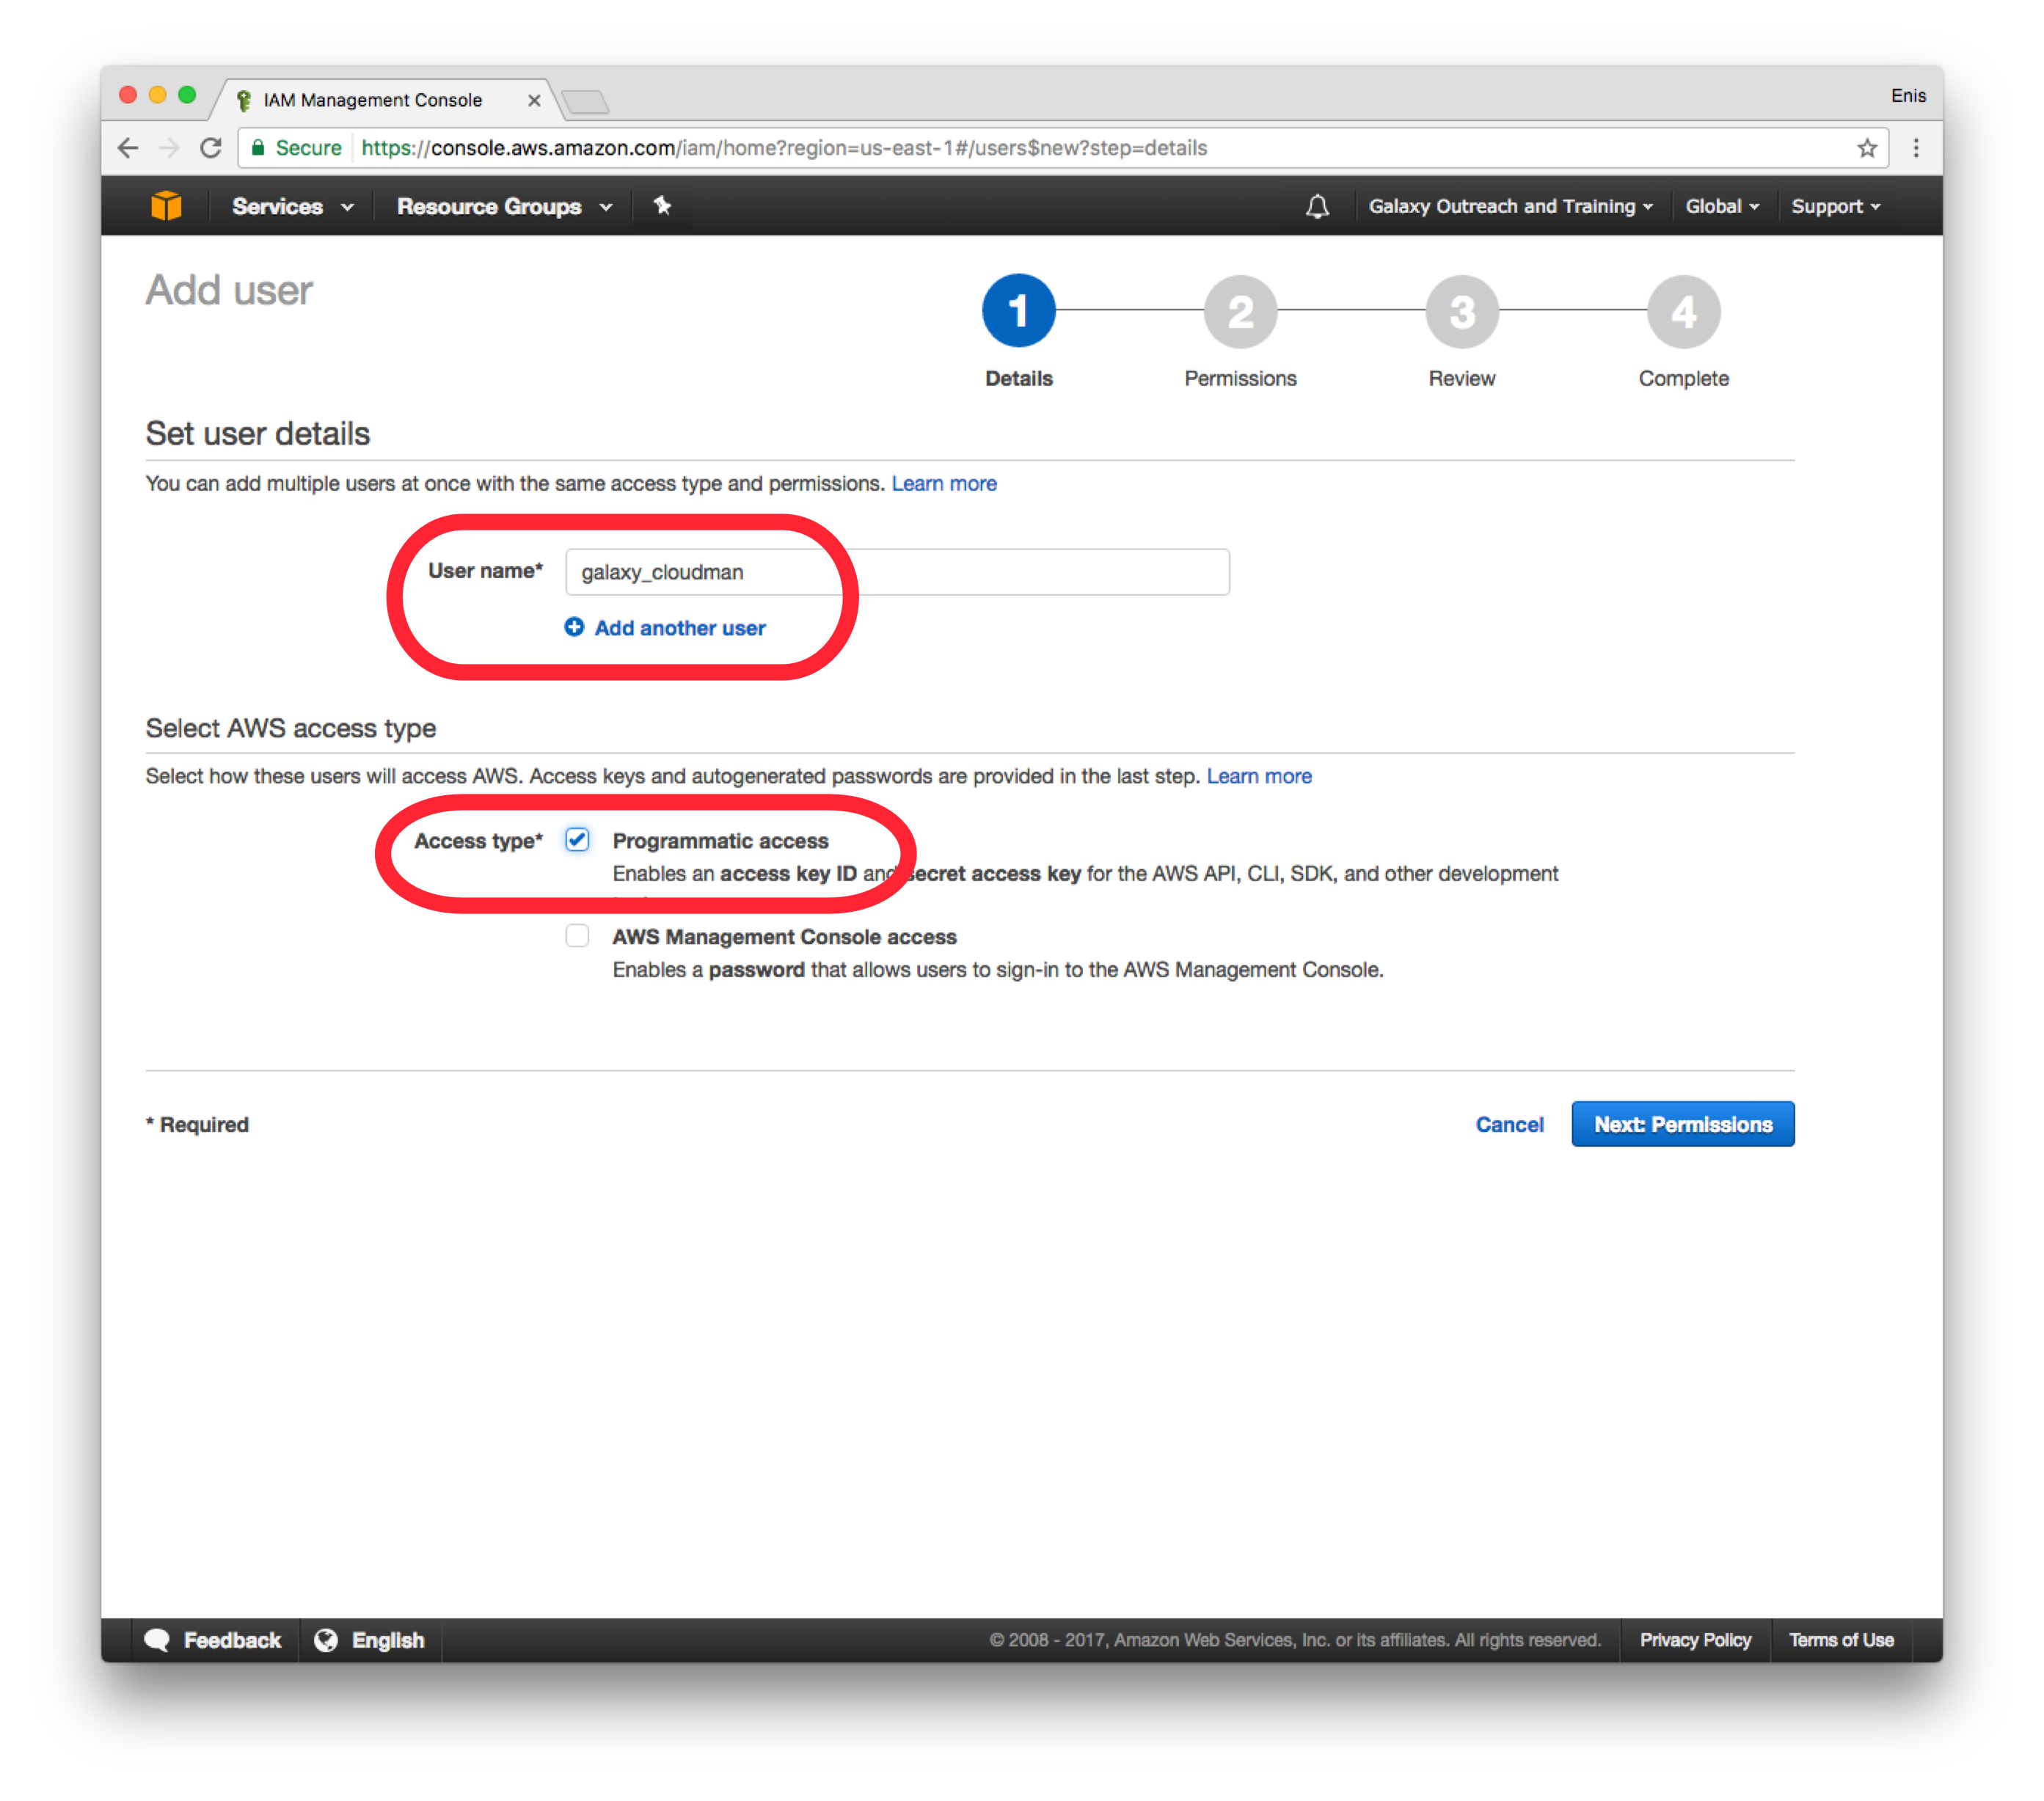 IAM Management Console
Enis
Secure https://console.aws.amazon.com/iam/home?region=us-east-1#/users$new?step=details
Services Resource Groups Galaxy Outreach and Training Global Support
Add user
1 2 3 4
Details Permissions Review Complete
Set user details
You can add multiple users at once with the same access type and permissions. Learn more
User name* galaxy_cloudman
Add another user
Select AWS access type
Select how these users will access AWS. Access keys and autogenerated passwords are provided in the last step. Learn more
Access type* Programmatic access
Enables an access key ID and secret access key for the AWS API, CLI, SDK, and other development
AWS Management Console access
Enables a password that allows users to sign-in to the AWS Management Console.
* Required Cancel Next: Permissions
Feedback English © 2008 - 2017, Amazon Web Services, Inc. or its affiliates. All rights reserved. Privacy Policy Terms of Use